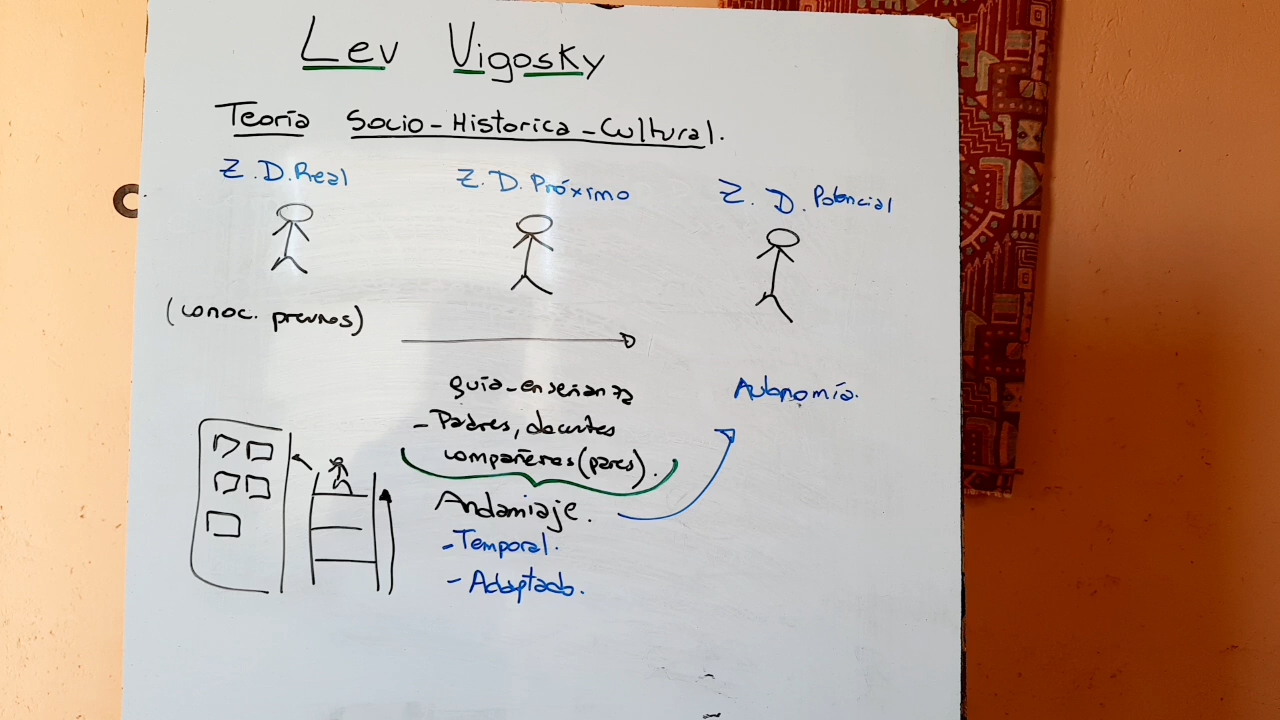 Lev Vigosky
Teoría Socio-Historica-Cultural.
Z.D.Real
Z.D.Próximo
Z.D.Potencial
(conoc. previos)
guía-enseñanza
- Padres, docentes
compañeros (pares).
Autonomía.
Andamiaje.
- Temporal.
- Adaptado.